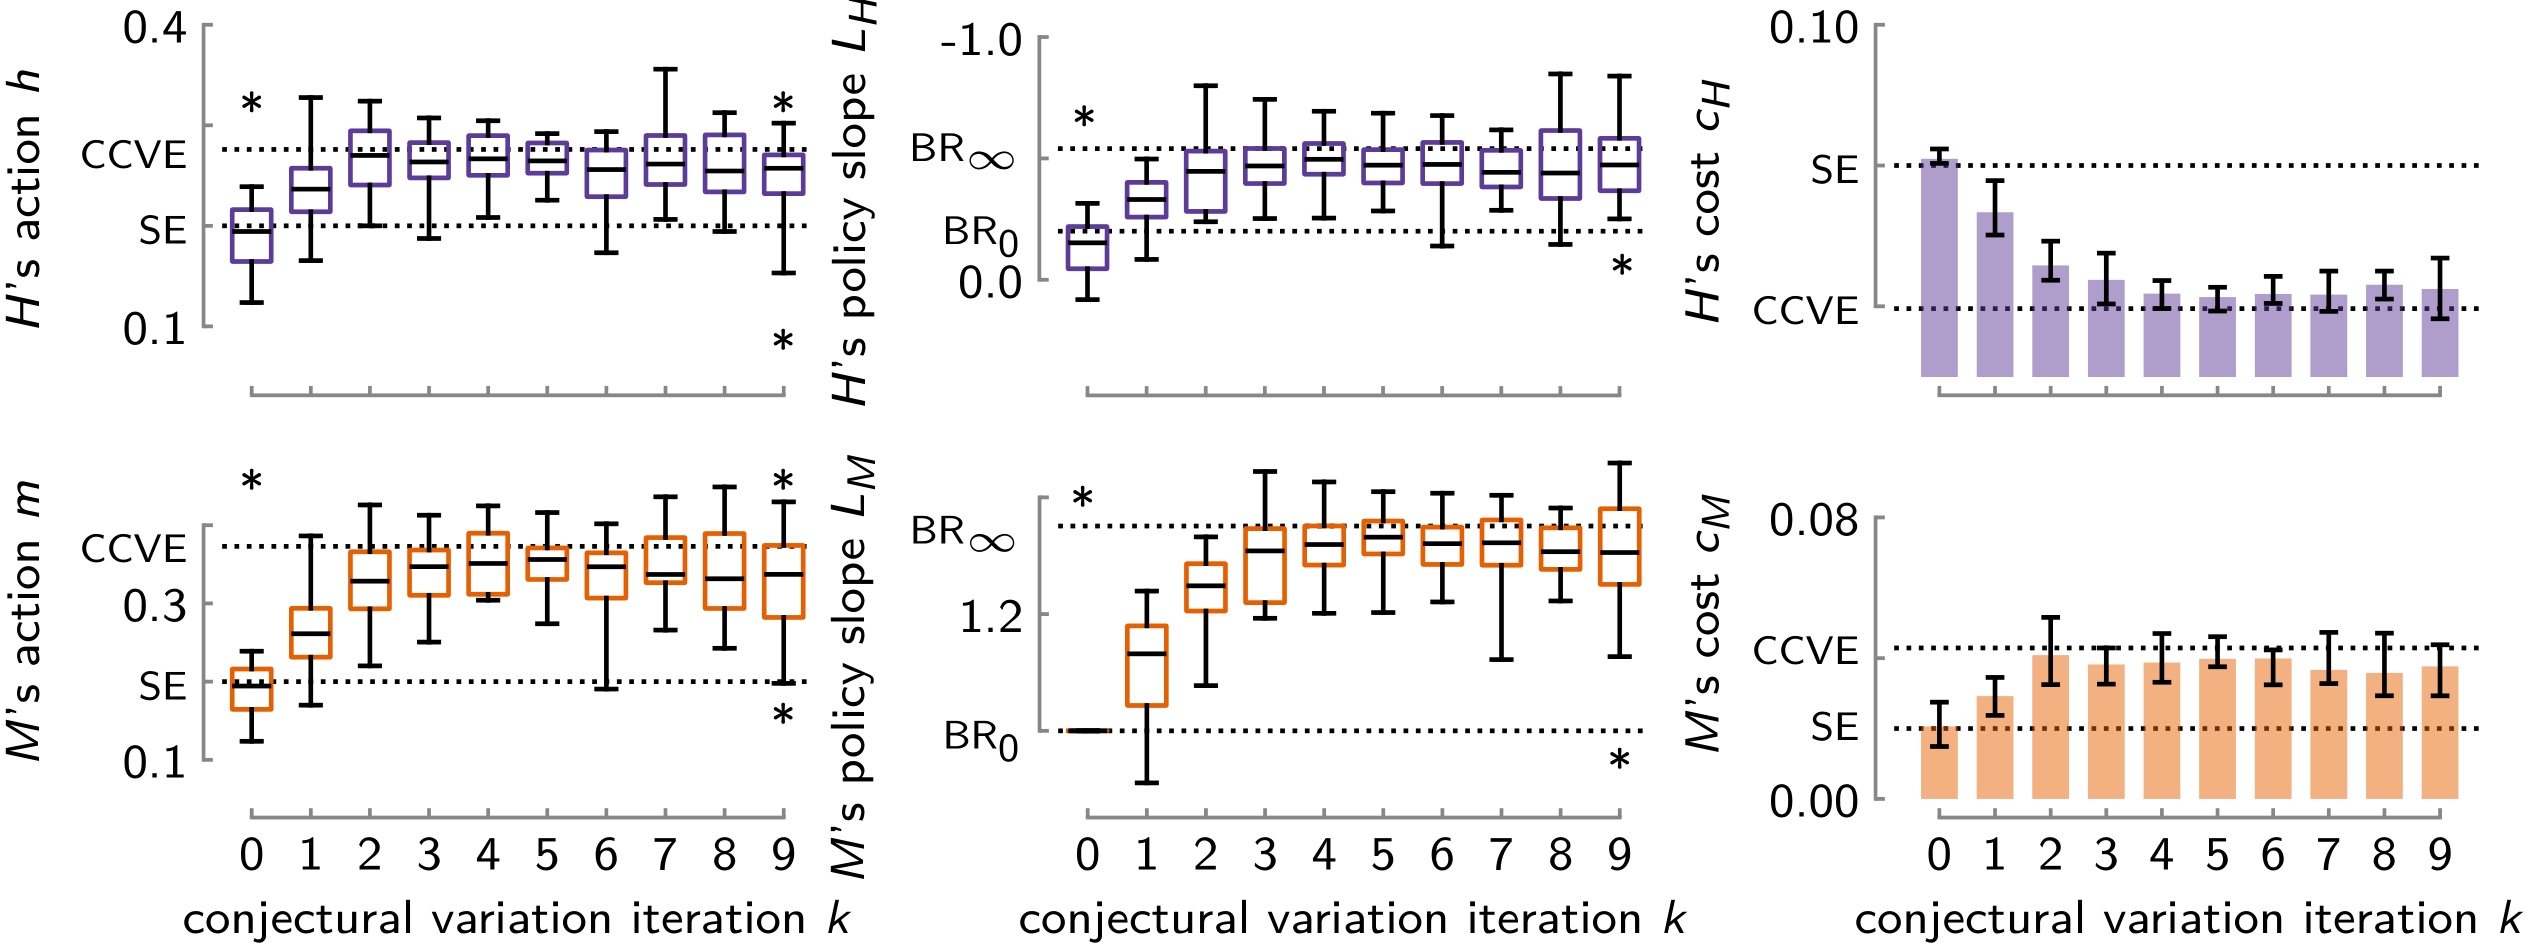 H's action h
0.4
CCVE
SE
0.1
*
*
*
H's policy slope L_H
-1.0
BR∞
BR0
0.0
*
*
H's cost c_H
0.10
SE
CCVE
M's action m
CCVE
0.3
SE
0.1
*
*
*
0 1 2 3 4 5 6 7 8 9
conjectural variation iteration k
M's policy slope L_M
BR∞
1.2
BR0
*
*
0 1 2 3 4 5 6 7 8 9
conjectural variation iteration k
M's cost c_M
0.08
CCVE
SE
0.00
0 1 2 3 4 5 6 7 8 9
conjectural variation iteration k